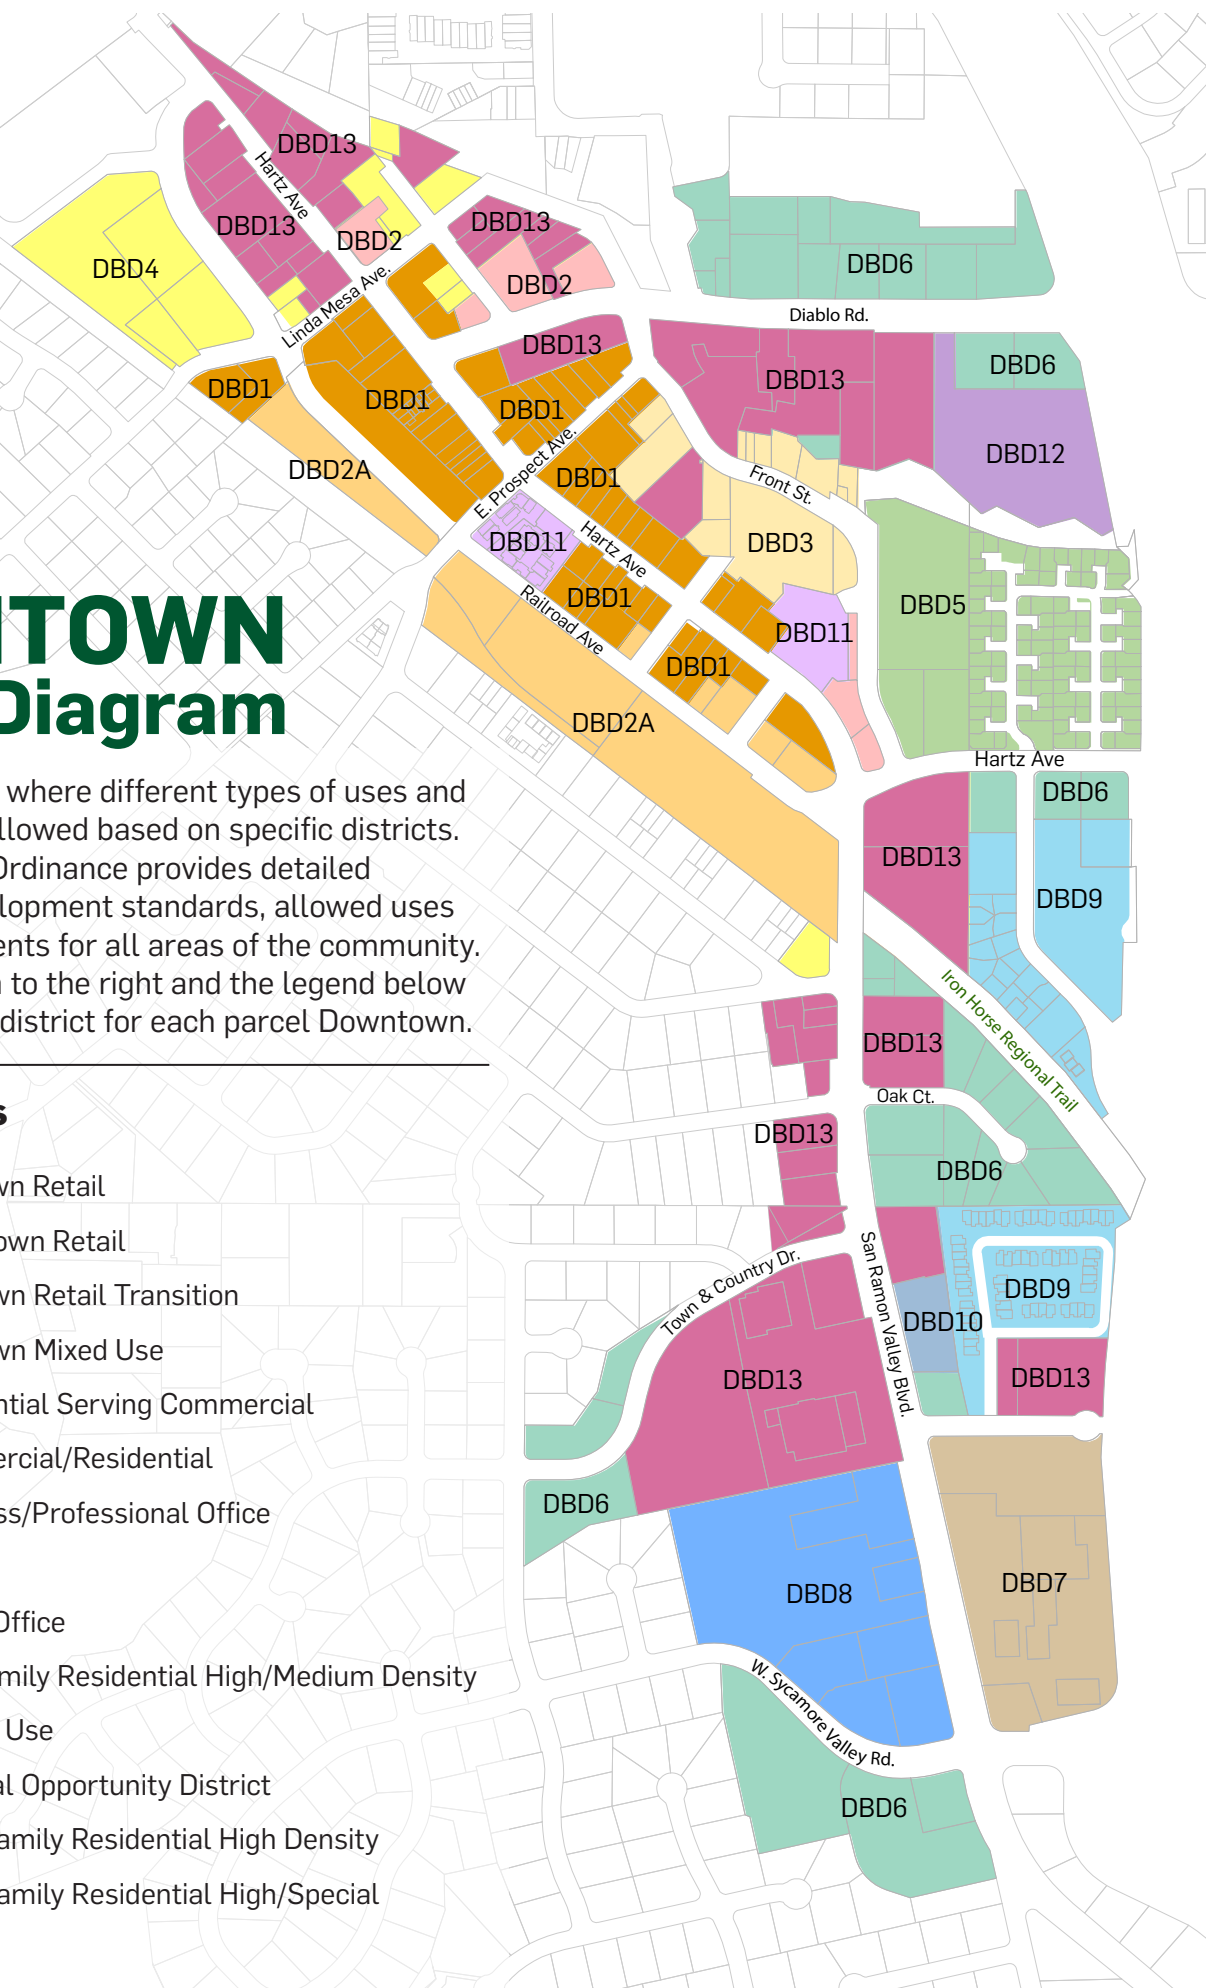 DBD13
Hartz Ave
DBD13
DBD13
DBD2
DBD4
DBD6
DBD2
Linda Mesa Ave.
Diablo Rd.
DBD13
DBD6
DBD13
DBD1
DBD1
DBD1
DBD12
DBD2A
E. Prospect Ave.
DBD1
Front St.
DBD11
Hartz Ave
DBD3
DBD1
Railroad Ave
DBD5
DBD11
NTOWN
DBD1
Diagram
DBD2A
Hartz Ave
where different types of uses and
DBD6
llowed based on specific districts.
DBD13
Ordinance provides detailed
DBD9
lopment standards, allowed uses
ents for all areas of the community.
n to the right and the legend below
Iron Horse Regional Trail
district for each parcel Downtown.
DBD13
Oak Ct.
s
DBD13
DBD6
wn Retail
own Retail
San Ramon Valley Blvd.
Town & Country Dr.
wn Retail Transition
DBD9
DBD10
wn Mixed Use
DBD13
DBD13
ntial Serving Commercial
ercial/Residential
DBD6
ss/Professional Office
DBD7
DBD8
Office
mily Residential High/Medium Density
W. Sycamore Valley Rd.
Use
al Opportunity District
DBD6
amily Residential High Density
amily Residential High/Special